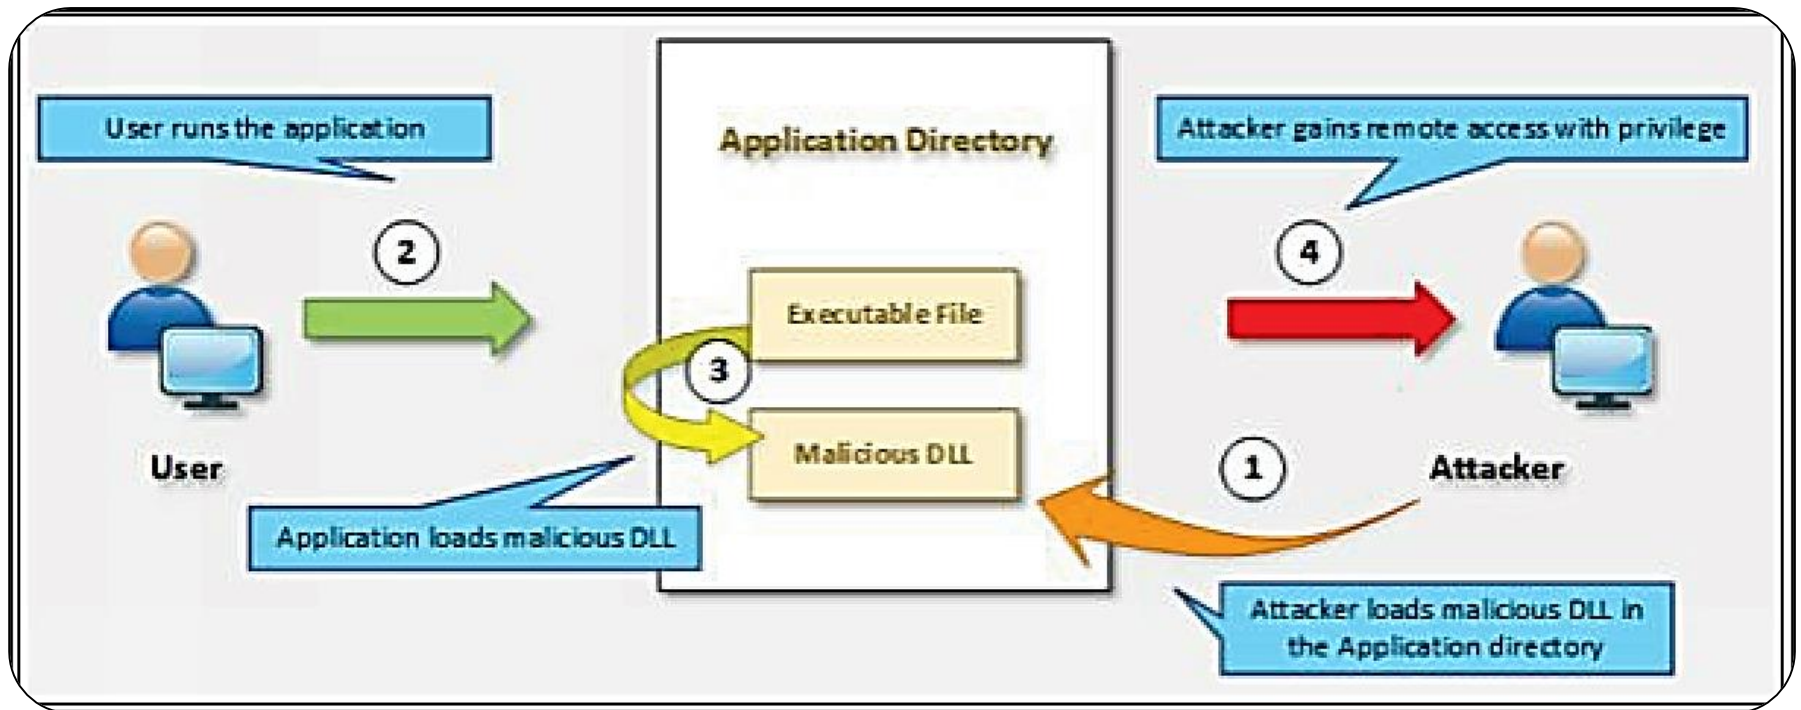 User runs the application
Application Directory
Attacker gains remote access with privilege
2
4
Executable File
3
Malicious DLL
User
1
Attacker
Application loads malicious DLL
Attacker loads malicious DLL in
the Application directory